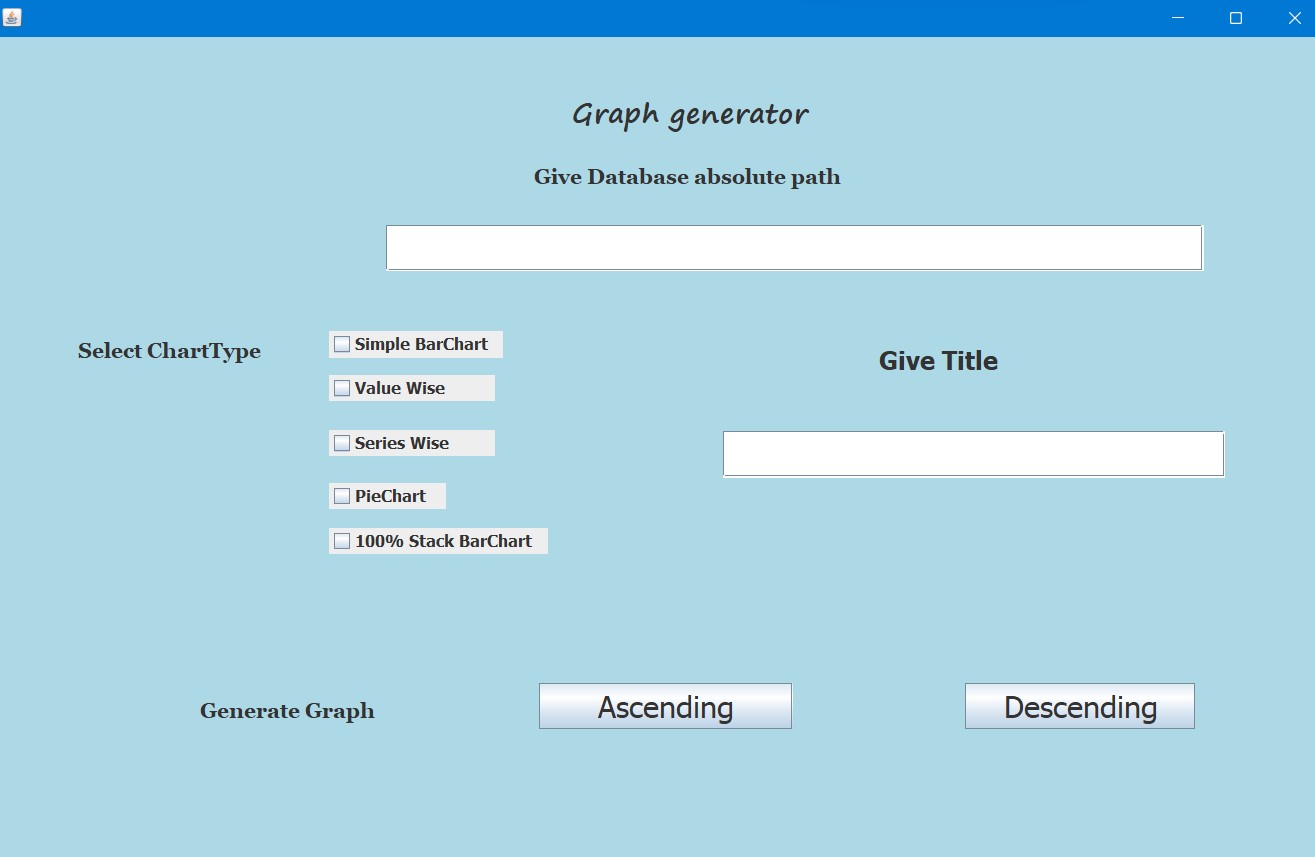 Graph generator
Give Database absolute path
Select ChartType
Simple BarChart
Value Wise
Series Wise
PieChart
100% Stack BarChart
Give Title
Generate Graph
Ascending
Descending